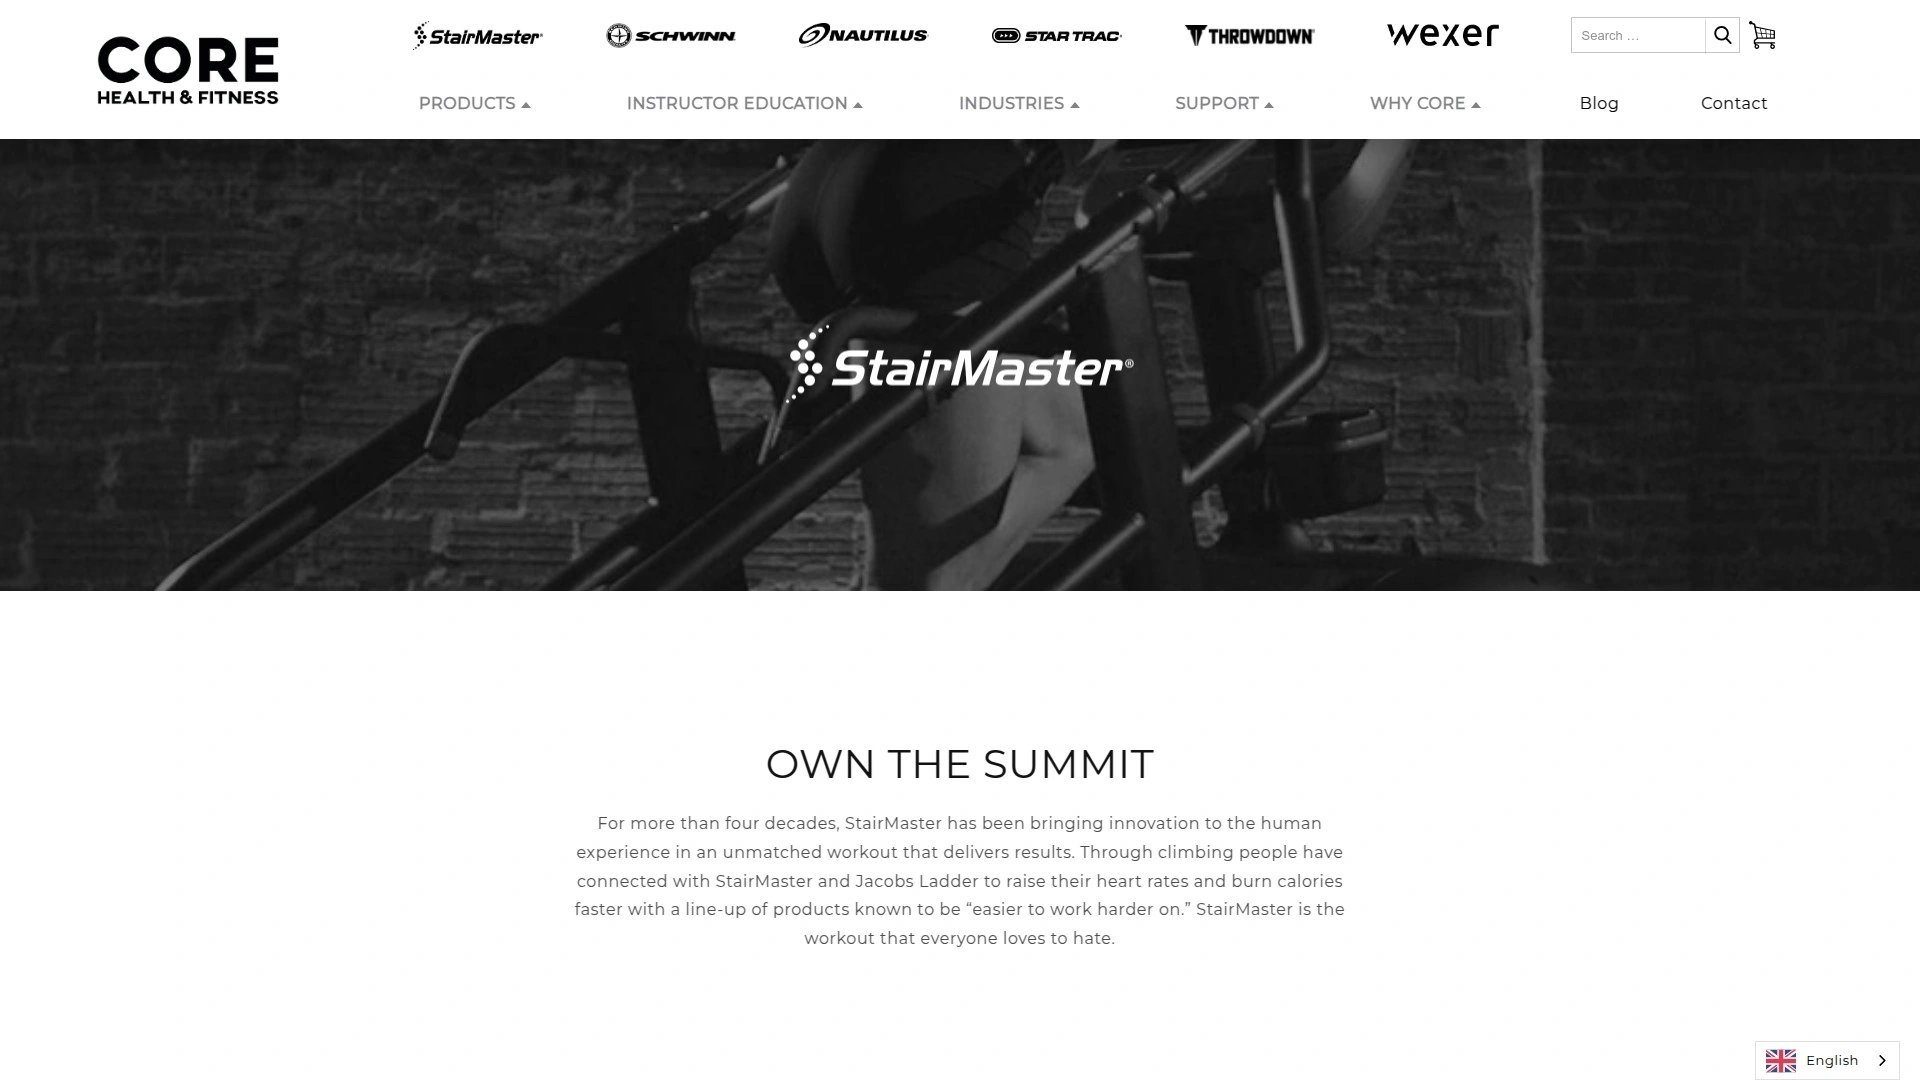 CORE
HEALTH & FITNESS
StairMaster
SCHWINN
NAUTILUS
STAR TRAC
THROWDOWN
wexer
Search ...
PRODUCTS
INSTRUCTOR EDUCATION
INDUSTRIES
SUPPORT
WHY CORE
Blog
Contact
StairMaster®
OWN THE SUMMIT
For more than four decades, StairMaster has been bringing innovation to the human
experience in an unmatched workout that delivers results. Through climbing people have
connected with StairMaster and Jacobs Ladder to raise their heart rates and burn calories
faster with a line-up of products known to be “easier to work harder on.” StairMaster is the
workout that everyone loves to hate.
English